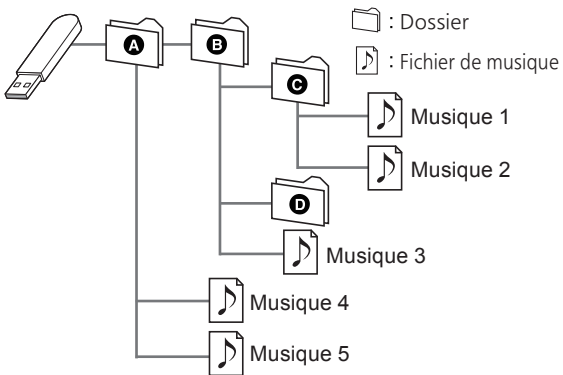 A
B
: Dossier
: Fichier de musique
C
Musique 1
Musique 2
D
Musique 3
Musique 4
Musique 5